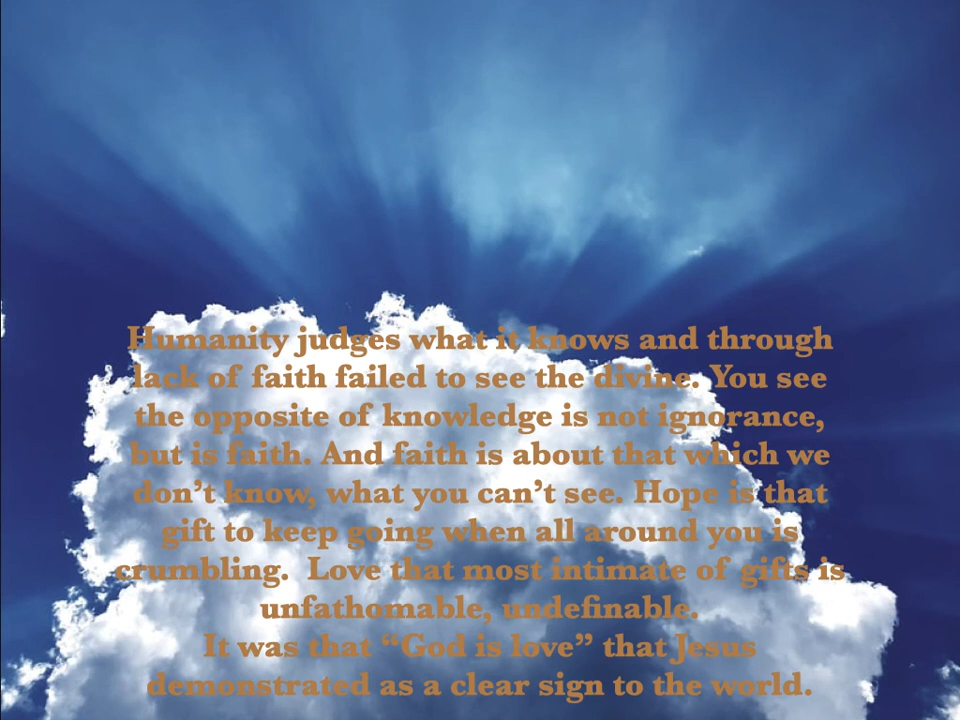 Humanity judges what it knows and through
lack of faith failed to see the divine. You see
the opposite of knowledge is not ignorance,
but is faith. And faith is about that which we
don’t know, what you can’t see. Hope is that
gift to keep going when all around you is
crumbling.  Love that most intimate of gifts is
unfathomable, undefinable.
It was that “God is love” that Jesus
demonstrated as a clear sign to the world.